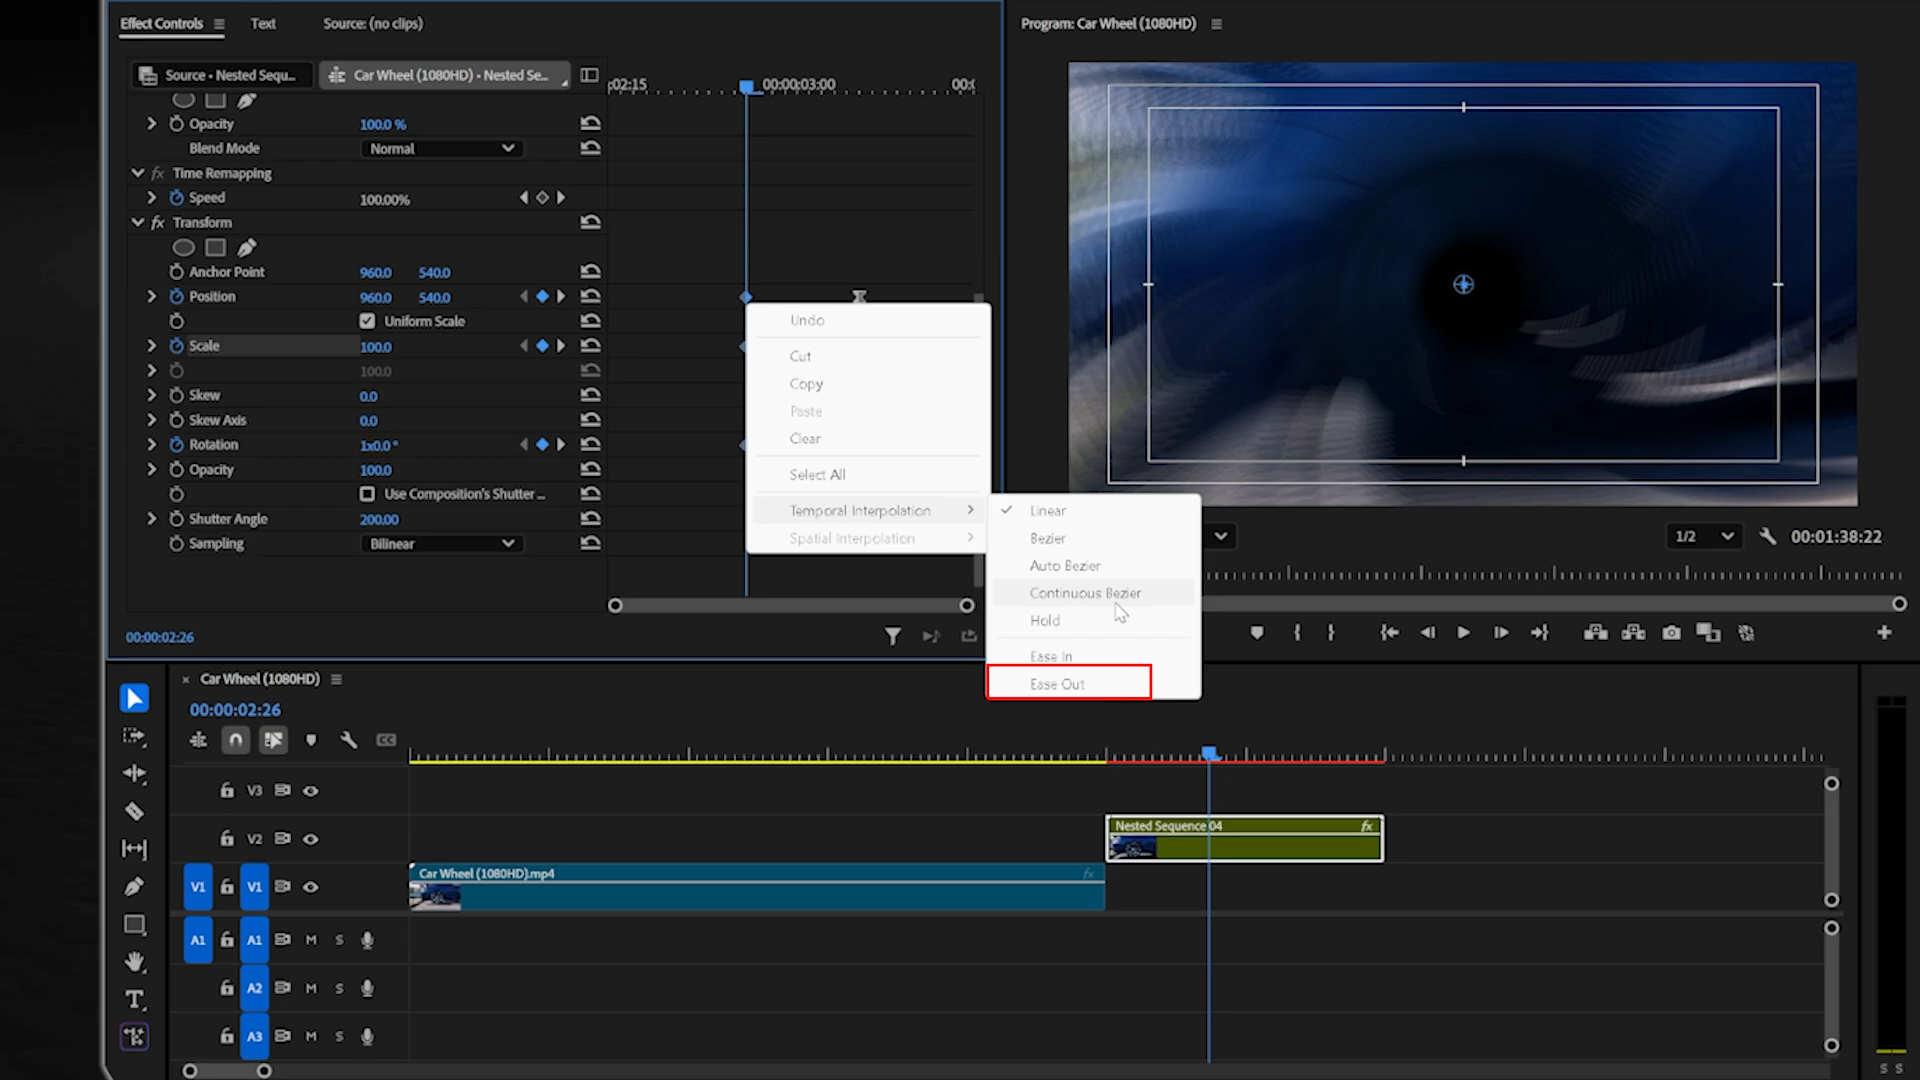 Effect Controls
Text
Source: (no clips)
Program: Car Wheel (1080HD)
Source • Nested Sequ...
Car Wheel (1080HD) • Nested Se...
:02:15
00:00:03:00
00:(
Opacity
100.0 %
Blend Mode
Normal
fx Time Remapping
Speed
100.00%
fx Transform
Anchor Point
960.0 540.0
Position
960.0 540.0
Uniform Scale
Scale
100.0
100.0
Skew
0.0
Skew Axis
0.0
Rotation
1x0.0 °
Opacity
100.0
Use Composition's Shutter ...
Shutter Angle
200.00
Sampling
Bilinear
00:00:02:26
Undo
Cut
Copy
Paste
Clear
Select All
Temporal Interpolation
Spatial Interpolation
Linear
Bezier
Auto Bezier
Continuous Bezier
Hold
Ease In
Ease Out
1/2
00:01:38:22
× Car Wheel (1080HD)
00:00:02:26
CC
V3
V2
Nested Sequence 04 fx
V1 V1
Car Wheel (1080HD).mp4 fx
A1 A1 M S
A2 M S
A3 M S
T
S S